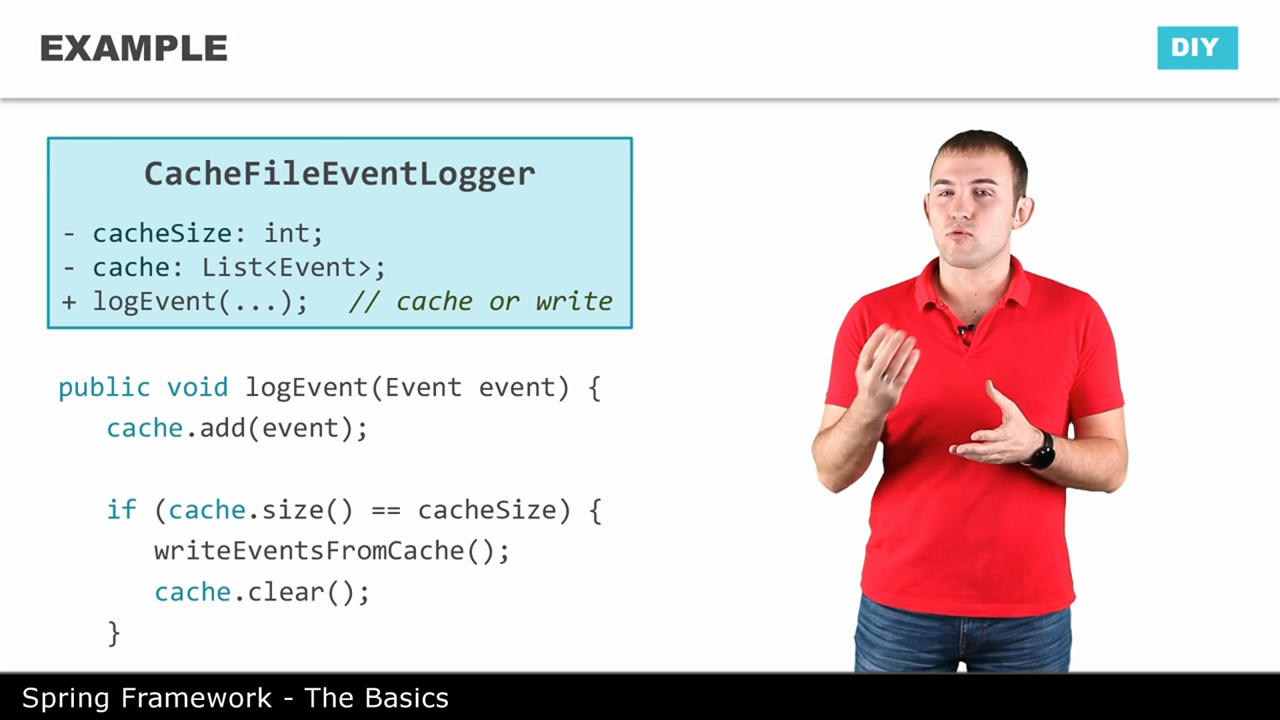 EXAMPLE
DIY
CacheFileEventLogger
- cacheSize: int;
- cache: List<Event>;
+ logEvent(...); // cache or write
public void logEvent(Event event) {
cache.add(event);
if (cache.size() == cacheSize) {
writeEventsFromCache();
cache.clear();
}
Spring Framework - The Basics